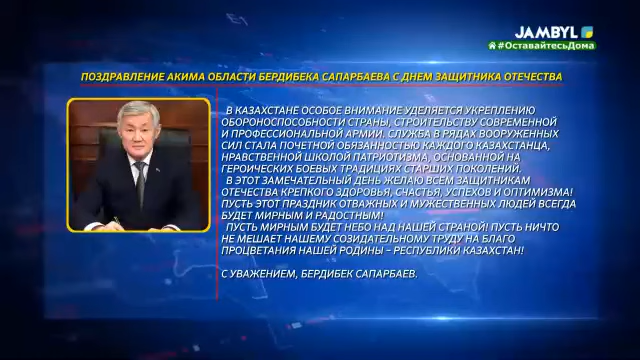 JAMBYL
#ОставайтесьДома
ПОЗДРАВЛЕНИЕ АКИМА ОБЛАСТИ БЕРДИБЕКА САПАРБАЕВА С ДНЕМ ЗАЩИТНИКА ОТЕЧЕСТВА
В КАЗАХСТАНЕ ОСОБОЕ ВНИМАНИЕ УДЕЛЯЕТСЯ УКРЕПЛЕНИЮ
ОБОРОНОСПОСОБНОСТИ СТРАНЫ, СТРОИТЕЛЬСТВУ СОВРЕМЕННОЙ
И ПРОФЕССИОНАЛЬНОЙ АРМИИ. СЛУЖБА В РЯДАХ ВООРУЖЕННЫХ
СИЛ СТАЛА ПОЧЕТНОЙ ОБЯЗАННОСТЬЮ КАЖДОГО КАЗАХСТАНЦА,
НРАВСТВЕННОЙ ШКОЛОЙ ПАТРИОТИЗМА, ОСНОВАННОЙ НА
ГЕРОИЧЕСКИХ БОЕВЫХ ТРАДИЦИЯХ СТАРШИХ ПОКОЛЕНИЙ.
В ЭТОТ ЗАМЕЧАТЕЛЬНЫЙ ДЕНЬ ЖЕЛАЮ ВСЕМ ЗАЩИТНИКАМ
ОТЕЧЕСТВА КРЕПКОГО ЗДОРОВЬЯ, СЧАСТЬЯ, УСПЕХОВ И ОПТИМИЗМА!
ПУСТЬ ЭТОТ ПРАЗДНИК ОТВАЖНЫХ И МУЖЕСТВЕННЫХ ЛЮДЕЙ ВСЕГДА
БУДЕТ МИРНЫМ И РАДОСТНЫМ!
ПУСТЬ МИРНЫМ БУДЕТ НЕБО НАД НАШЕЙ СТРАНОЙ! ПУСТЬ НИЧТО
НЕ МЕШАЕТ НАШЕМУ СОЗИДАТЕЛЬНОМУ ТРУДУ НА БЛАГО
ПРОЦВЕТАНИЯ НАШЕЙ РОДИНЫ – РЕСПУБЛИКИ КАЗАХСТАН!
С УВАЖЕНИЕМ, БЕРДИБЕК САПАРБАЕВ.